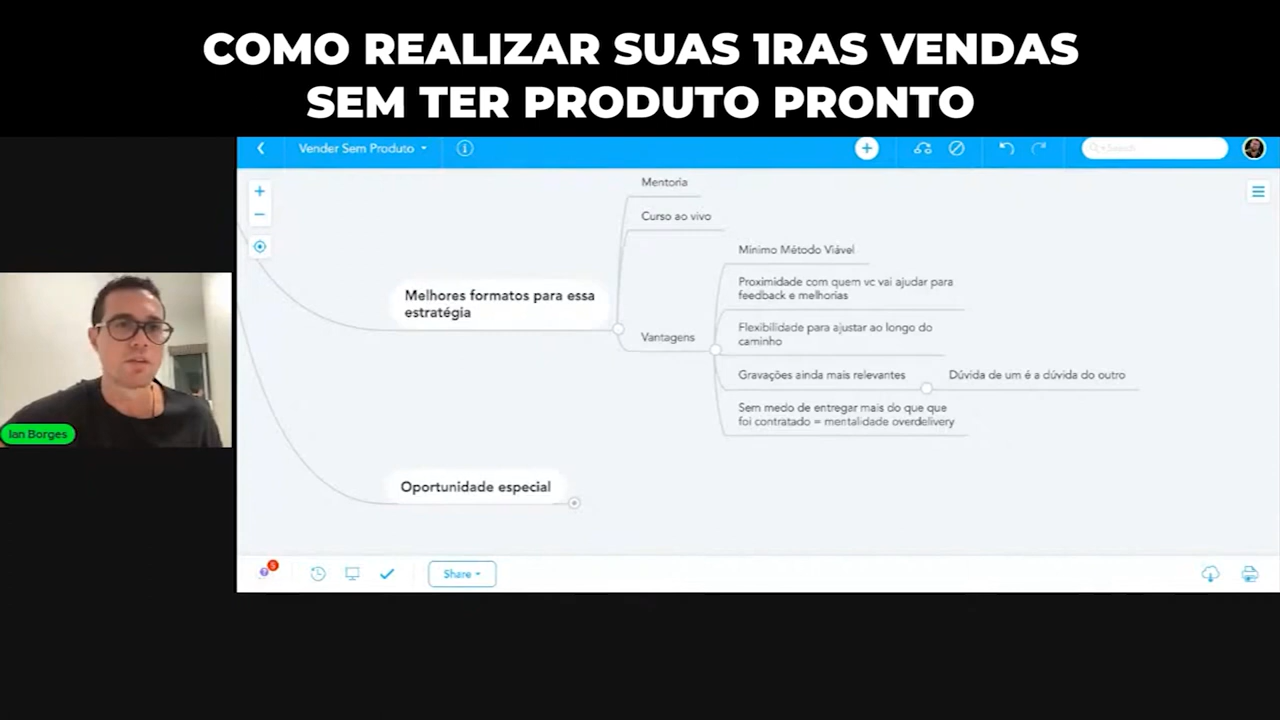 COMO REALIZAR SUAS 1RAS VENDAS
SEM TER PRODUTO PRONTO
Vender Sem Produto
Search
Mentoria
Curso ao vivo
Mínimo Método Viável
Proximidade com quem vc vai ajudar para
feedback e melhorias
Melhores formatos para essa
estratégia
Flexibilidade para ajustar ao longo do
caminho
Vantagens
Gravações ainda mais relevantes
Dúvida de um é a dúvida do outro
Sem medo de entregar mais do que que
foi contratado = mentalidade overdelivery
Ian Borges
Oportunidade especial
5
Share